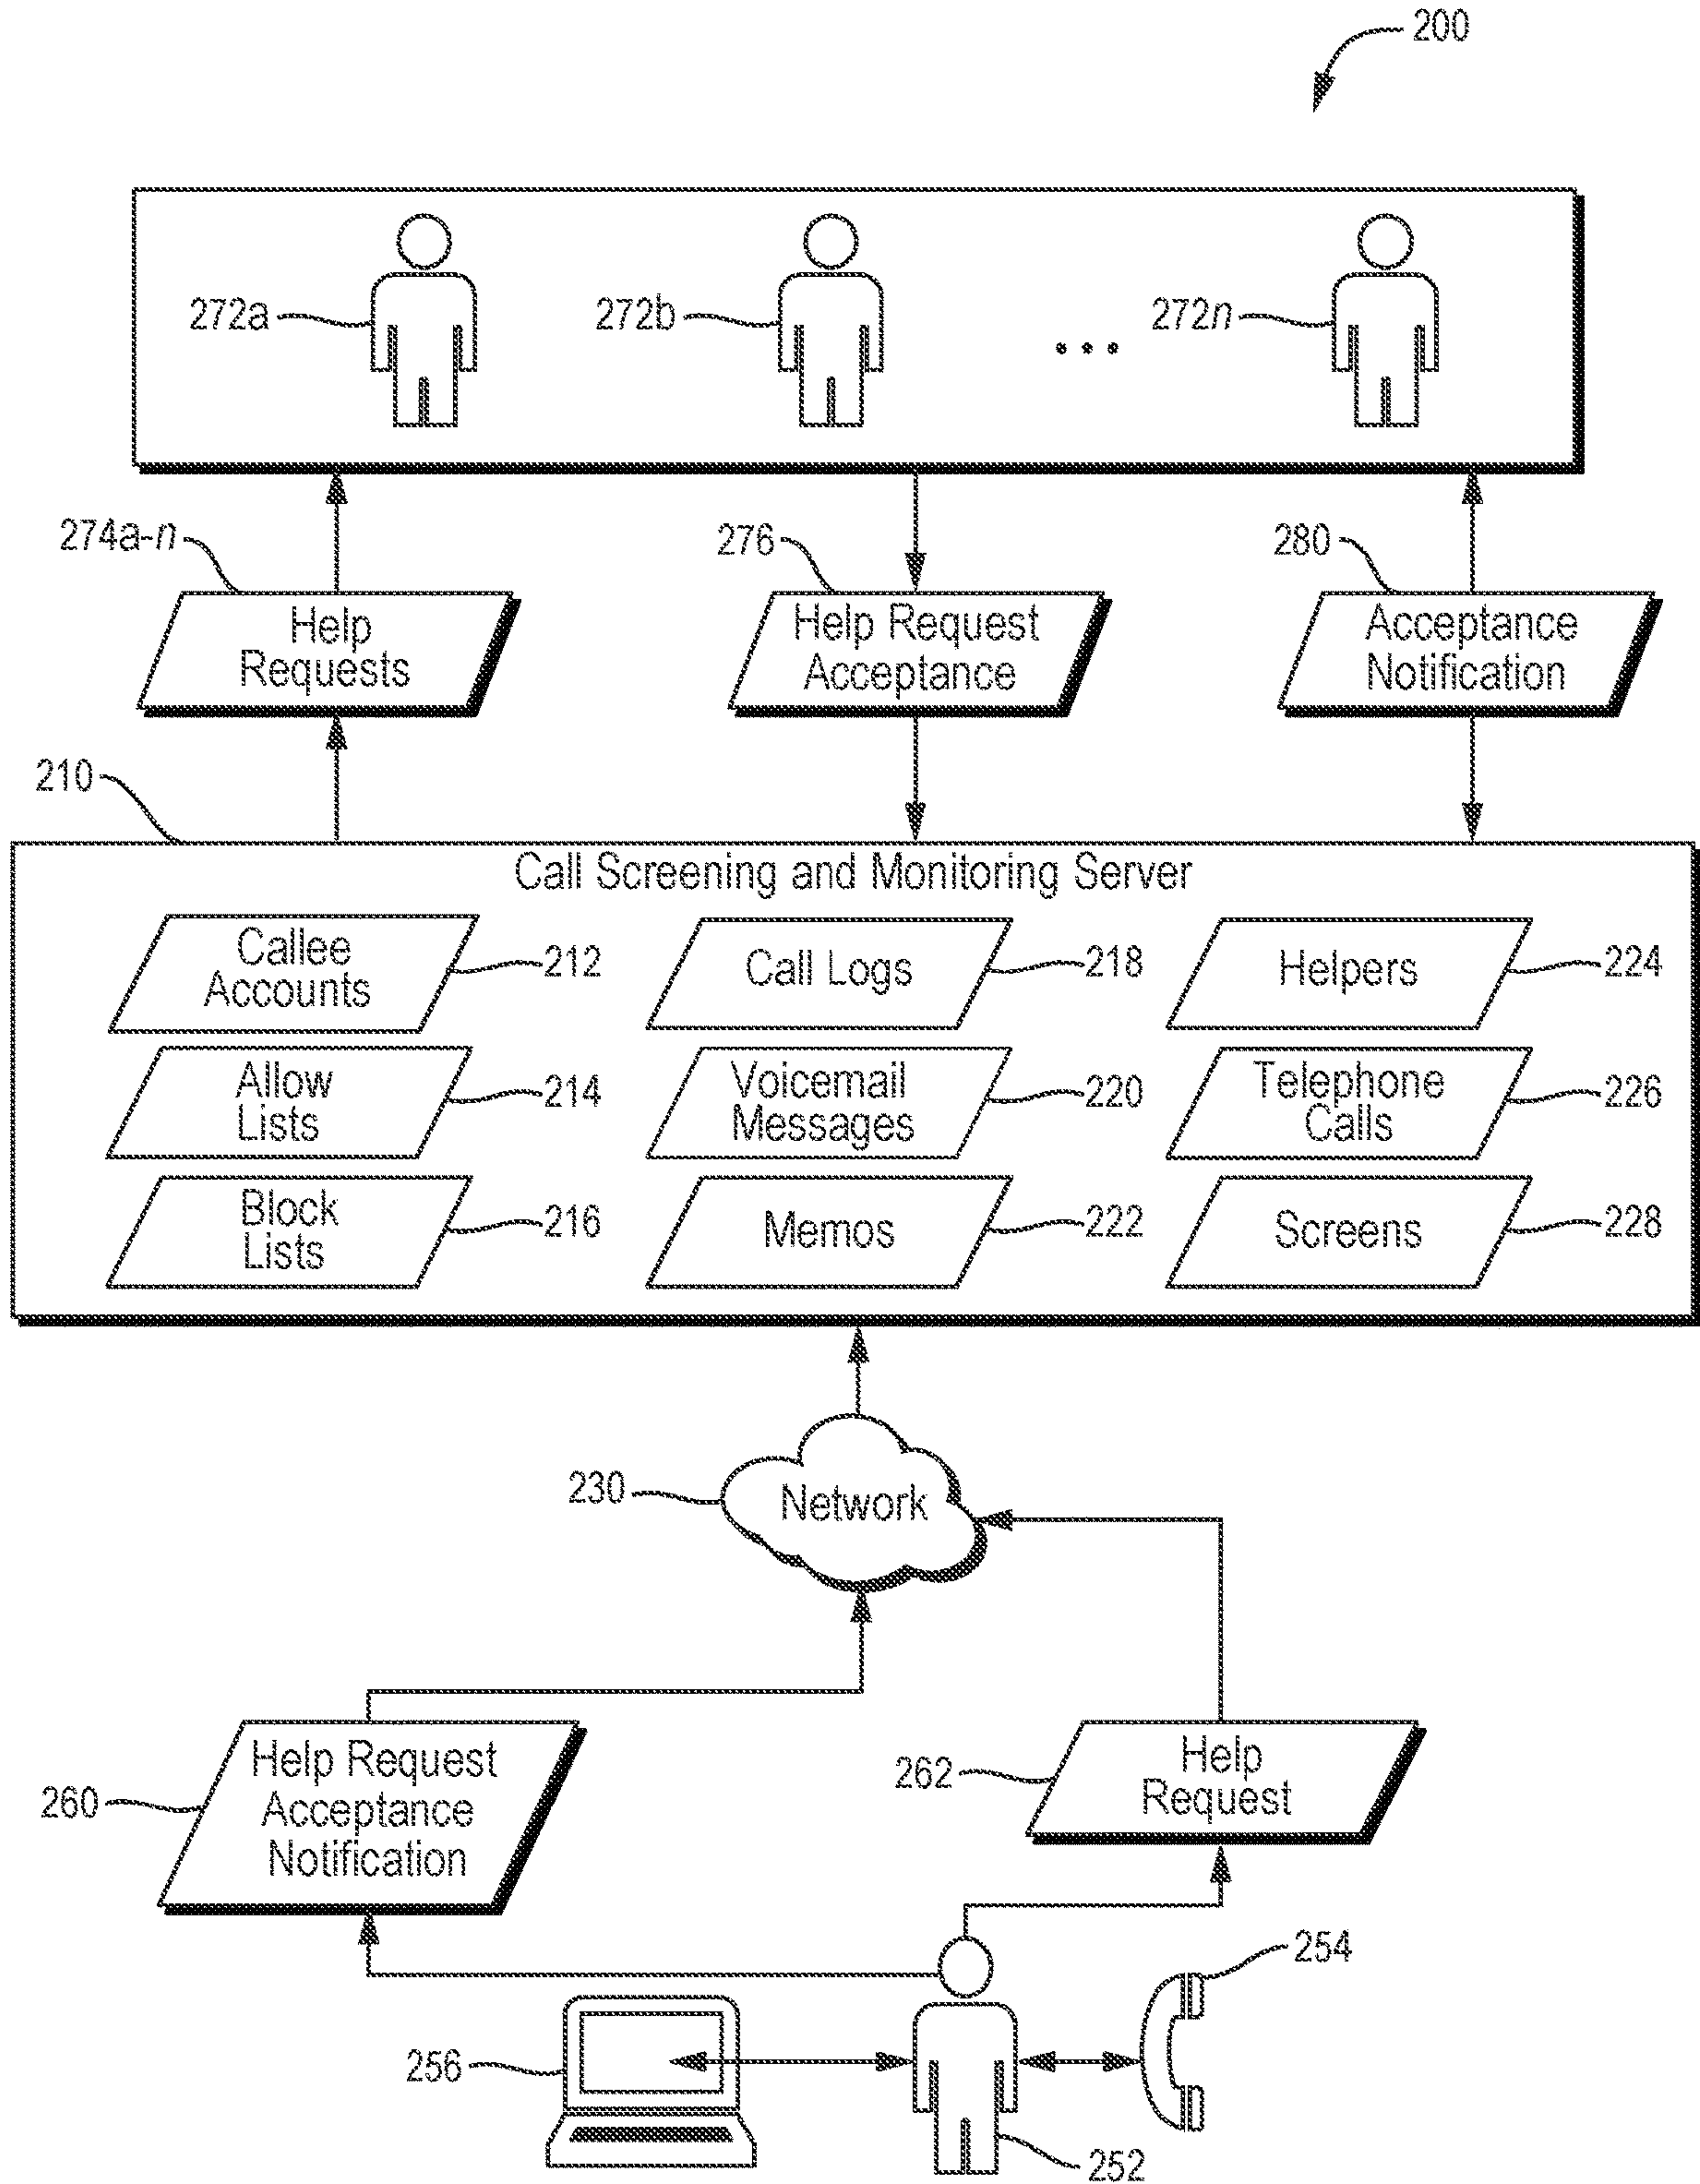 200
272a
272b
...
272n
274a-n
276
280
Help
Requests
Help Request
Acceptance
Acceptance
Notification
210
Call Screening and Monitoring Server
Callee
Accounts
212
Call Logs
218
Helpers
224
Allow
Lists
214
Voicemail
Messages
220
Telephone
Calls
226
Block
Lists
216
Memos
222
Screens
228
230
Network
260
Help Request
Acceptance
Notification
262
Help
Request
254
256
252